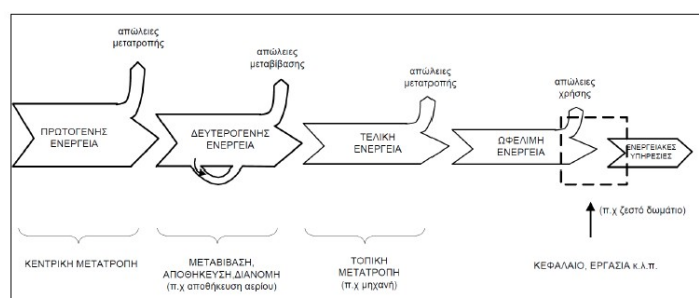 απώλειες
μετατροπής
απώλειες
μεταβίβασης
απώλειες
μετατροπής
απώλειες
χρήσης
ΠΡΩΤΟΓΕΝΗΣ
ΕΝΕΡΓΕΙΑ
ΔΕΥΤΕΡΟΓΕΝΗΣ
ΕΝΕΡΓΕΙΑ
ΤΕΛΙΚΗ
ΕΝΕΡΓΕΙΑ
ΩΦΕΛΙΜΗ
ΕΝΕΡΓΕΙΑ
ΕΝΕΡΓΕΙΑΚΕΣ
ΥΠΗΡΕΣΙΕΣ
(π.χ ζεστό δωμάτιο)
ΚΕΝΤΡΙΚΗ ΜΕΤΑΤΡΟΠΗ
ΜΕΤΑΒΙΒΑΣΗ,
ΑΠΟΘΗΚΕΥΣΗ,ΔΙΑΝΟΜΗ
(π.χ αποθήκευση αερίου)
ΤΟΠΙΚΗ
ΜΕΤΑΤΡΟΠΗ
(π.χ μηχανή)
ΚΕΦΑΛΑΙΟ, ΕΡΓΑΣΙΑ κ.λ.π.